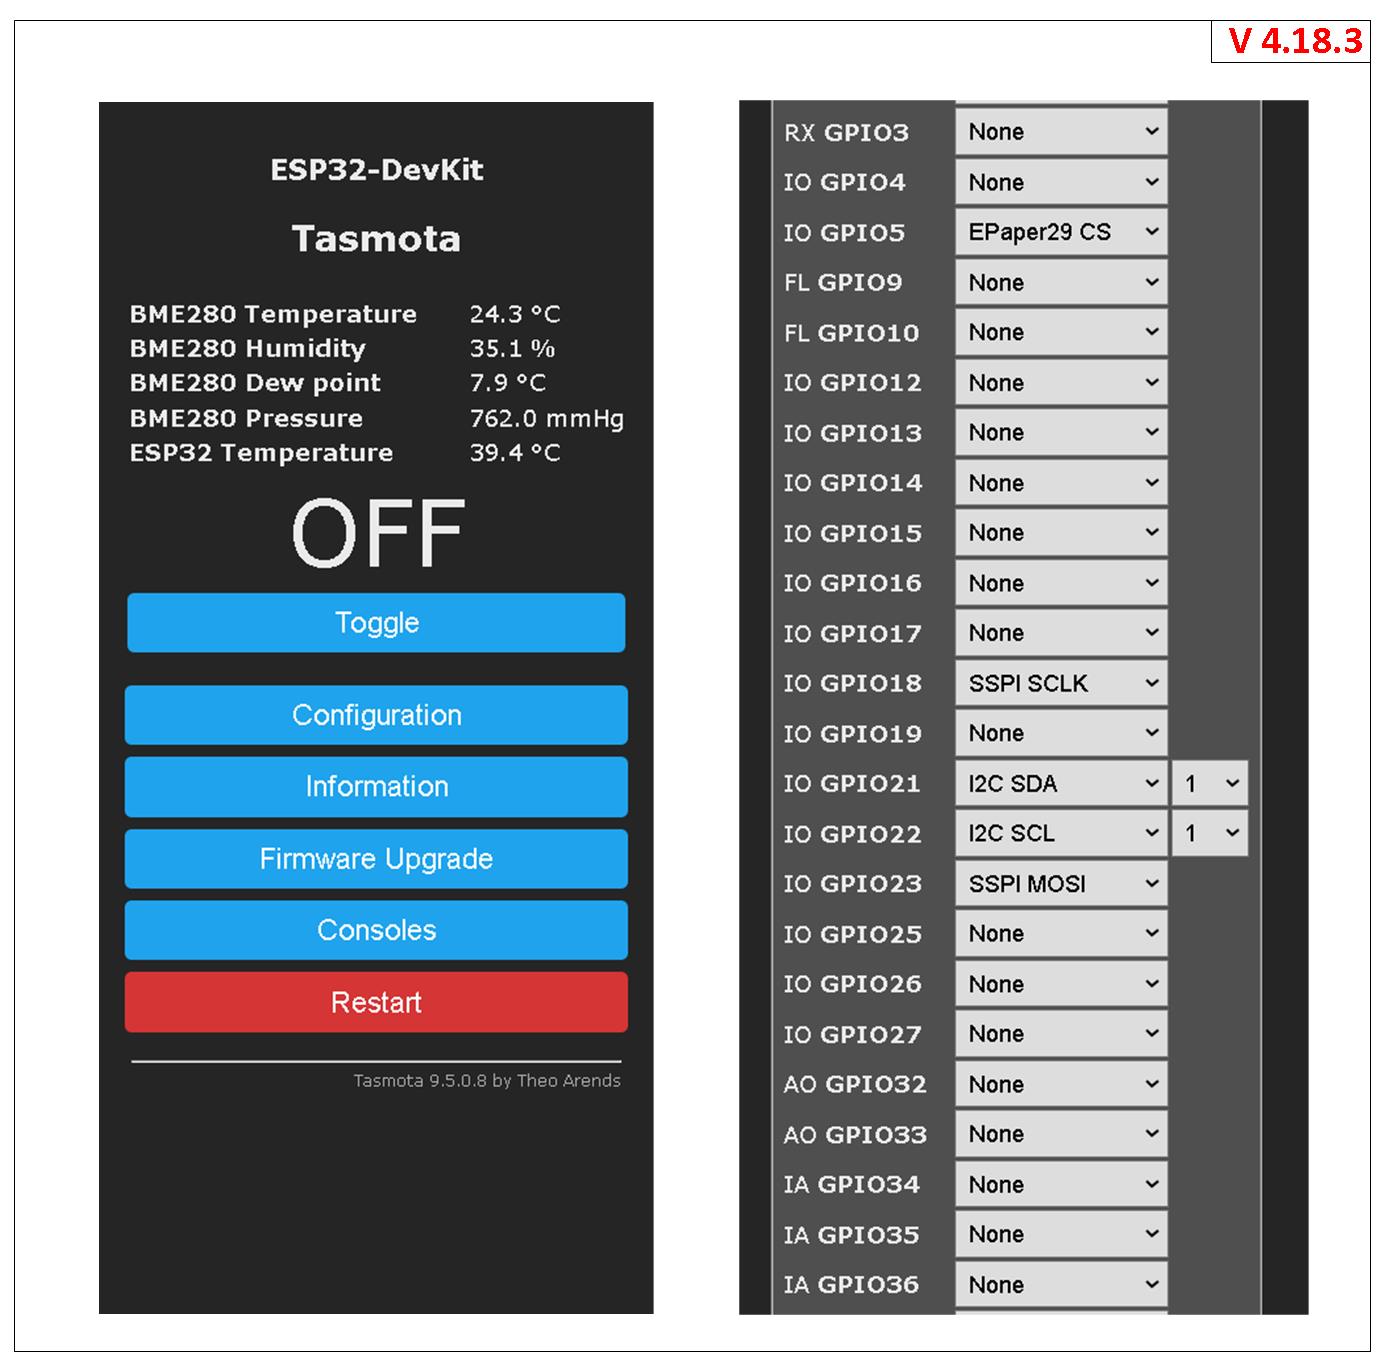 V 4.18.3
ESP32-DevKit
Tasmota
BME280 Temperature 24.3 °C
BME280 Humidity 35.1 %
BME280 Dew point 7.9 °C
BME280 Pressure 762.0 mmHg
ESP32 Temperature 39.4 °C
OFF
Toggle
Configuration
Information
Firmware Upgrade
Consoles
Restart
Tasmota 9.5.0.8 by Theo Arends
RX GPIO3 None
IO GPIO4 None
IO GPIO5 EPaper29 CS
FL GPIO9 None
FL GPIO10 None
IO GPIO12 None
IO GPIO13 None
IO GPIO14 None
IO GPIO15 None
IO GPIO16 None
IO GPIO17 None
IO GPIO18 SSPI SCLK
IO GPIO19 None
IO GPIO21 I2C SDA 1
IO GPIO22 I2C SCL 1
IO GPIO23 SSPI MOSI
IO GPIO25 None
IO GPIO26 None
IO GPIO27 None
AO GPIO32 None
AO GPIO33 None
IA GPIO34 None
IA GPIO35 None
IA GPIO36 None